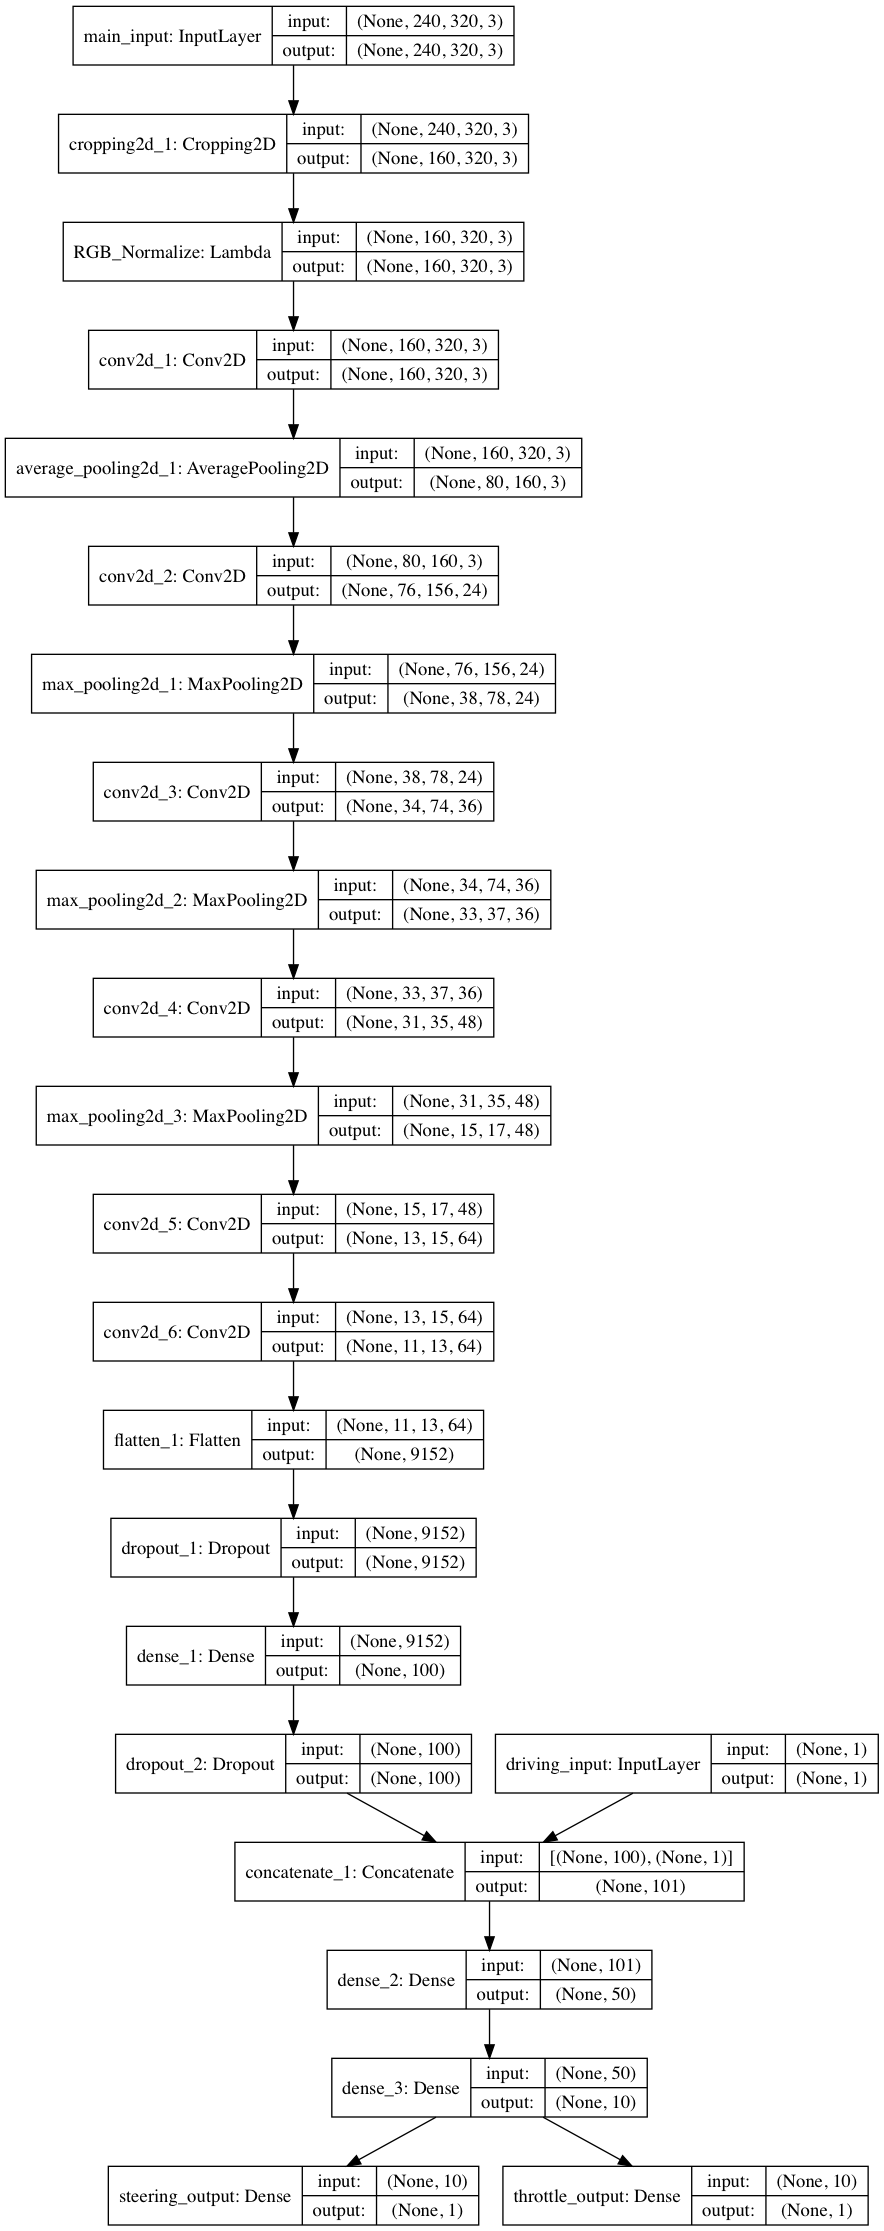 main_input: InputLayer
input:
(None, 240, 320, 3)
output:
(None, 240, 320, 3)
cropping2d_1: Cropping2D
input:
(None, 240, 320, 3)
output:
(None, 160, 320, 3)
RGB_Normalize: Lambda
input:
(None, 160, 320, 3)
output:
(None, 160, 320, 3)
conv2d_1: Conv2D
input:
(None, 160, 320, 3)
output:
(None, 160, 320, 3)
average_pooling2d_1: AveragePooling2D
input:
(None, 160, 320, 3)
output:
(None, 80, 160, 3)
conv2d_2: Conv2D
input:
(None, 80, 160, 3)
output:
(None, 76, 156, 24)
max_pooling2d_1: MaxPooling2D
input:
(None, 76, 156, 24)
output:
(None, 38, 78, 24)
conv2d_3: Conv2D
input:
(None, 38, 78, 24)
output:
(None, 34, 74, 36)
max_pooling2d_2: MaxPooling2D
input:
(None, 34, 74, 36)
output:
(None, 33, 37, 36)
conv2d_4: Conv2D
input:
(None, 33, 37, 36)
output:
(None, 31, 35, 48)
max_pooling2d_3: MaxPooling2D
input:
(None, 31, 35, 48)
output:
(None, 15, 17, 48)
conv2d_5: Conv2D
input:
(None, 15, 17, 48)
output:
(None, 13, 15, 64)
conv2d_6: Conv2D
input:
(None, 13, 15, 64)
output:
(None, 11, 13, 64)
flatten_1: Flatten
input:
(None, 11, 13, 64)
output:
(None, 9152)
dropout_1: Dropout
input:
(None, 9152)
output:
(None, 9152)
dense_1: Dense
input:
(None, 9152)
output:
(None, 100)
dropout_2: Dropout
input:
(None, 100)
output:
(None, 100)
driving_input: InputLayer
input:
(None, 1)
output:
(None, 1)
concatenate_1: Concatenate
input:
[(None, 100), (None, 1)]
output:
(None, 101)
dense_2: Dense
input:
(None, 101)
output:
(None, 50)
dense_3: Dense
input:
(None, 50)
output:
(None, 10)
steering_output: Dense
input:
(None, 10)
output:
(None, 1)
throttle_output: Dense
input:
(None, 10)
output:
(None, 1)